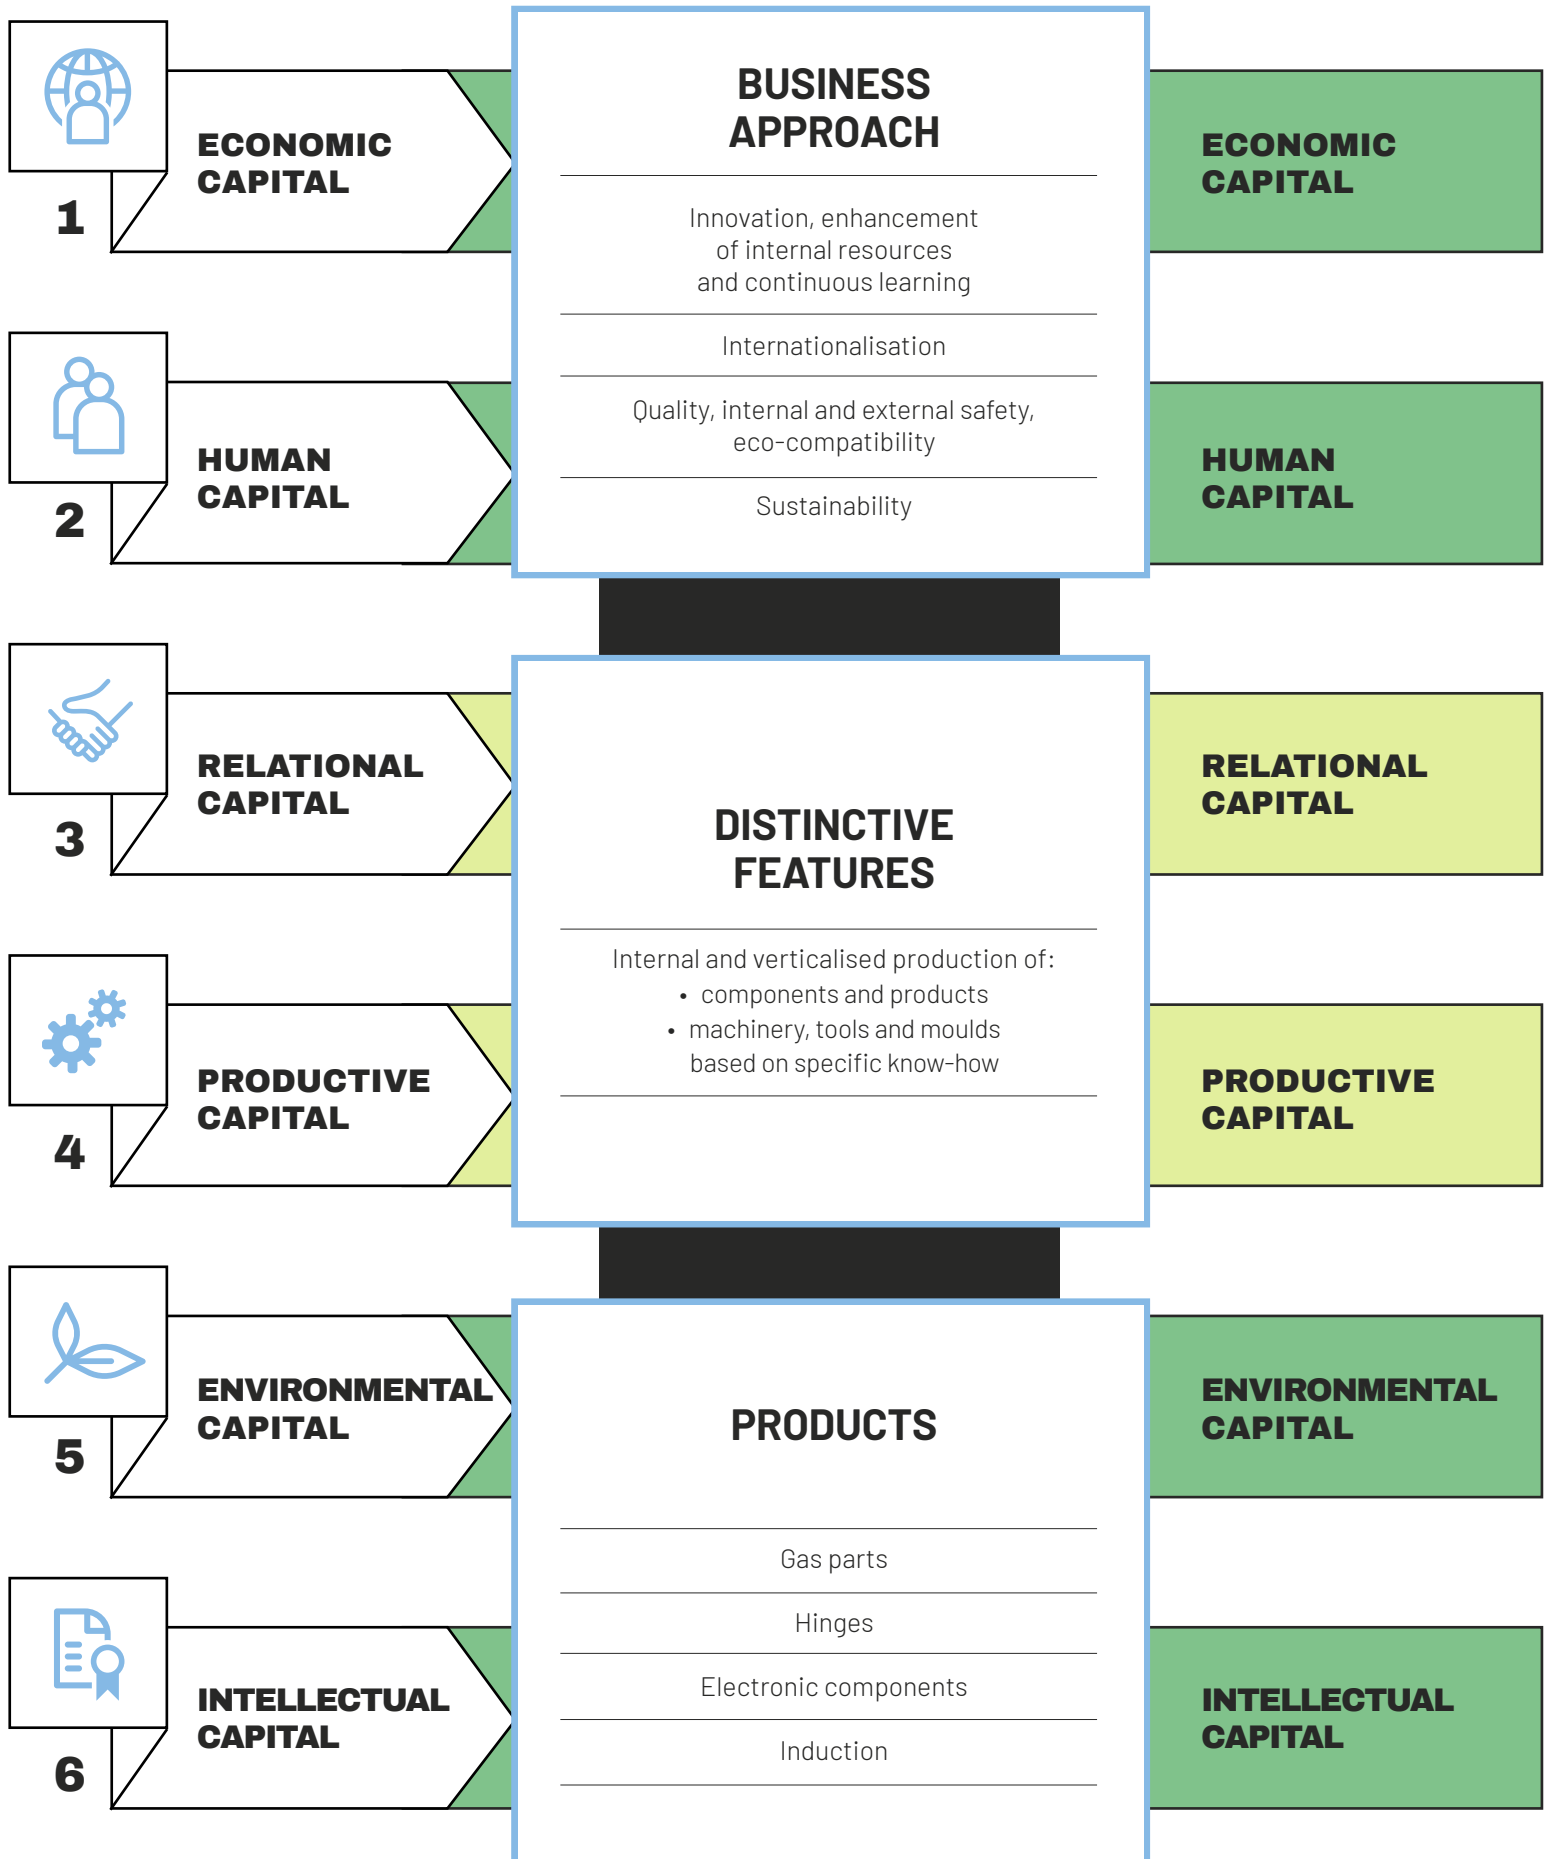 1
ECONOMIC
CAPITAL
2
HUMAN
CAPITAL
3
RELATIONAL
CAPITAL
4
PRODUCTIVE
CAPITAL
5
ENVIRONMENTAL
CAPITAL
6
INTELLECTUAL
CAPITAL
BUSINESS
APPROACH
Innovation, enhancement
of internal resources
and continuous learning
Internationalisation
Quality, internal and external safety,
eco-compatibility
Sustainability
DISTINCTIVE
FEATURES
Internal and verticalised production of:
• components and products
• machinery, tools and moulds
based on specific know-how
PRODUCTS
Gas parts
Hinges
Electronic components
Induction
ECONOMIC
CAPITAL
HUMAN
CAPITAL
RELATIONAL
CAPITAL
PRODUCTIVE
CAPITAL
ENVIRONMENTAL
CAPITAL
INTELLECTUAL
CAPITAL